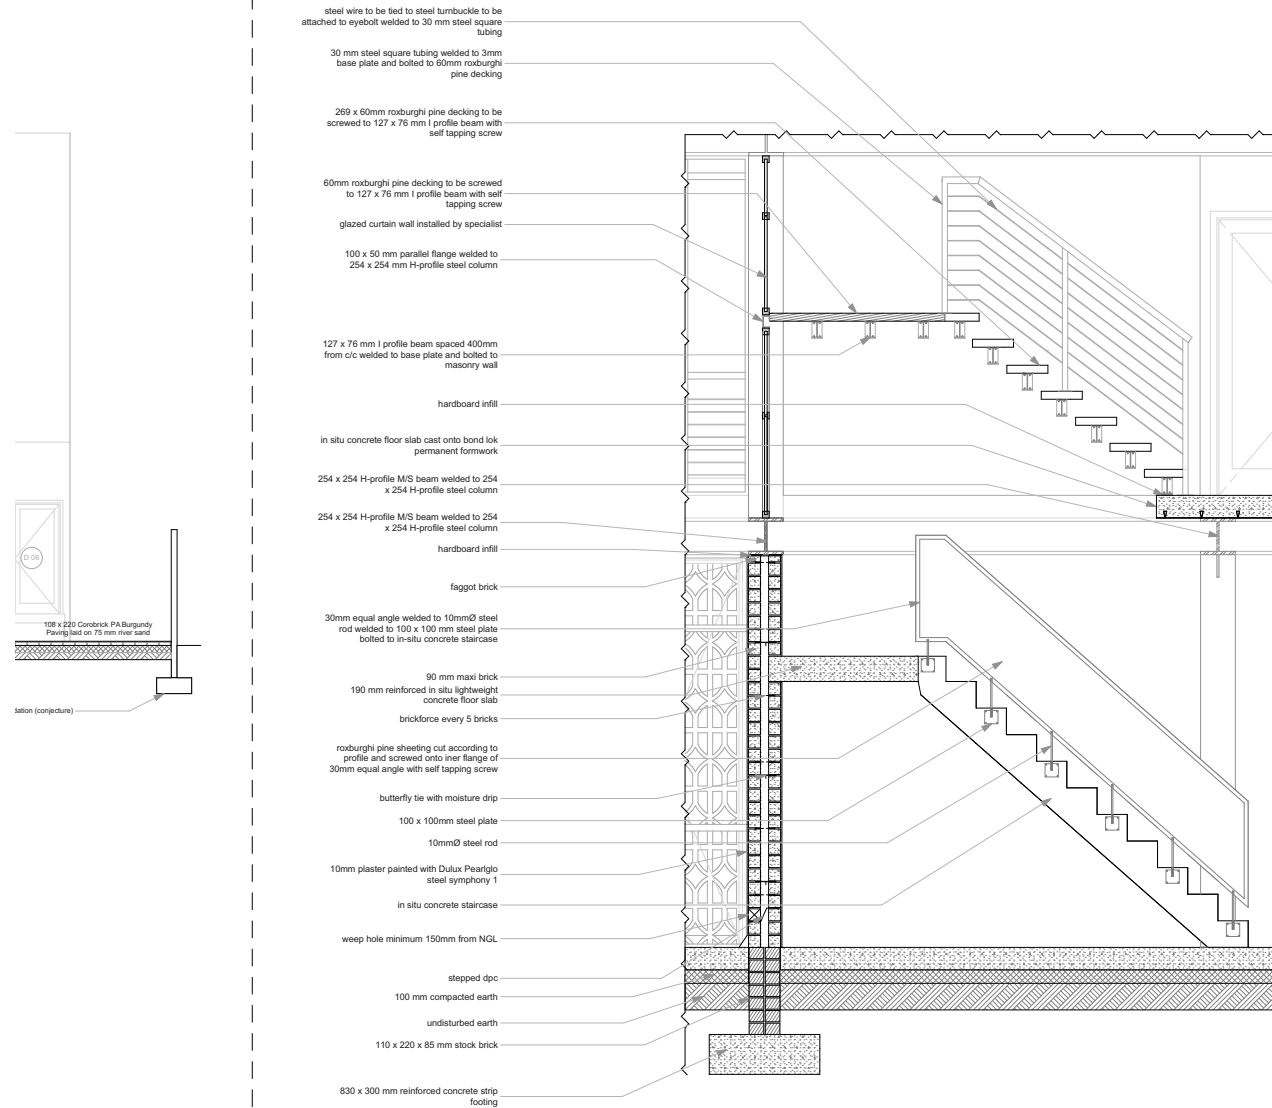 steel wire to be tied to steel turnbuckle to be
attached to eyebolt welded to 30 mm steel square
tubing
30 mm steel square tubing welded to 3mm
base plate and bolted to 60mm roxburghi
pine decking
269 x 60mm roxburghi pine decking to be
screwed to 127 x 76 mm I profile beam with
self tapping screw
60mm roxburghi pine decking to be screwed
to 127 x 76 mm I profile beam with self
tapping screw
glazed curtain wall installed by specialist
100 x 50 mm parallel flange welded to
254 x 254 mm H-profile steel column
127 x 76 mm I profile beam spaced 400mm
from c/c welded to base plate and bolted to
masonry wall
hardboard infill
in situ concrete floor slab cast onto bond lok
permanent formwork
254 x 254 H-profile M/S beam welded to 254
x 254 H-profile steel column
254 x 254 H-profile M/S beam welded to 254
x 254 H-profile steel column
hardboard infill
faggot brick
30mm equal angle welded to 10mmØ steel
rod welded to 100 x 100 mm steel plate
bolted to in-situ concrete staircase
90 mm maxi brick
190 mm reinforced in situ lightweight
concrete floor slab
brickforce every 5 bricks
roxburghi pine sheeting cut according to
profile and screwed onto iner flange of
30mm equal angle with self tapping screw
butterfly tie with moisture drip
100 x 100mm steel plate
10mmØ steel rod
10mm plaster painted with Dulux Pearlglo
steel symphony 1
in situ concrete staircase
weep hole minimum 150mm from NGL
stepped dpc
100 mm compacted earth
undisturbed earth
110 x 220 x 85 mm stock brick
830 x 300 mm reinforced concrete strip
footing
D 06
108 x 220 Corobrick PA Burgundy
Paving laid on 75 mm river sand
dation (conjecture)